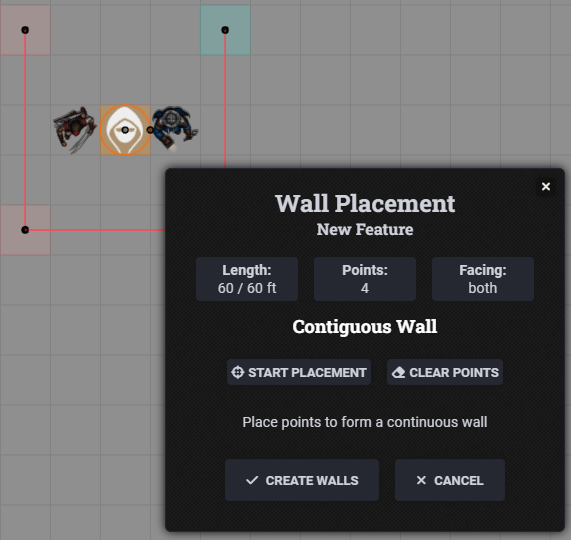 Wall Placement
New Feature
Length: Points: Facing:
60 / 60 ft 4 both
Contiguous Wall
START PLACEMENT CLEAR POINTS
Place points to form a continuous wall
CREATE WALLS CANCEL